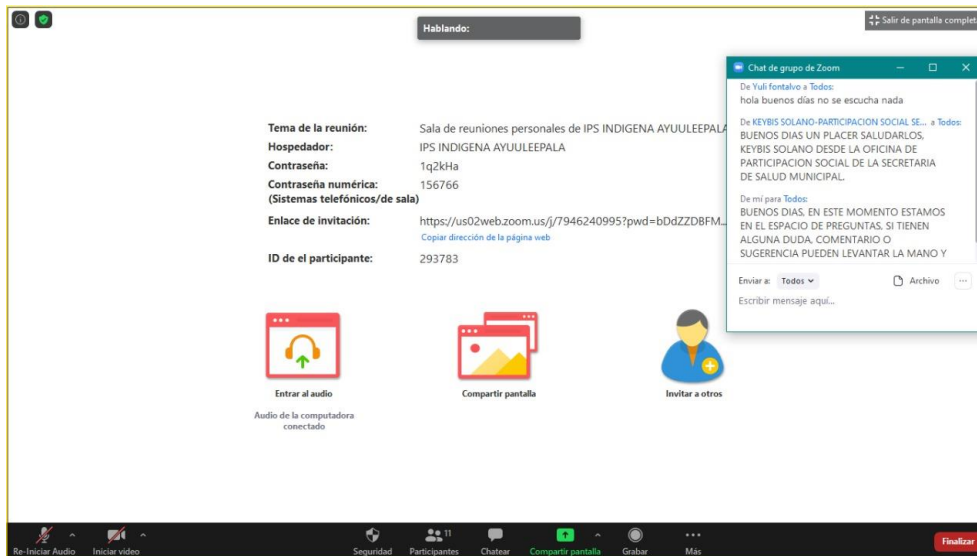 Hablando:
Salir de pantalla complet
Chat de grupo de Zoom
De Yuli fontalvo a Todos:
hola buenos días no se escucha nada
De KEYBIS SOLANO-PARTICIPACION SOCIAL SE... a Todos:
BUENOS DIAS UN PLACER SALUDARLOS,
KEYBIS SOLANO DESDE LA OFICINA DE
PARTICIPACION SOCIAL DE LA SECRETARIA
DE SALUD MUNICIPAL.
De mí para Todos:
BUENOS DIAS, EN ESTE MOMENTO ESTAMOS
EN EL ESPACIO DE PREGUNTAS, SI TIENEN
ALGUNA DUDA, COMENTARIO O
SUGERENCIA PUEDEN LEVANTAR LA MANO Y
Enviar a: Todos Archivo ...
Escribir mensaje aquí...
Tema de la reunión: Sala de reuniones personales de IPS INDIGENA AYUULEEPALA
Hospedador: IPS INDIGENA AYUULEEPALA
Contraseña: 1q2kHa
Contraseña numérica: 156766
(Sistemas telefónicos/de sala)
Enlace de invitación: https://us02web.zoom.us/j/7946240995?pwd=bDdZZDBFM...
Copiar dirección de la página web
ID de el participante: 293783
Entrar al audio Compartir pantalla Invitar a otros
Audio de la computadora
conectado
Re-Iniciar Audio Iniciar video Seguridad Participantes 11 Chatear Compartir pantalla Grabar Más Finalizar